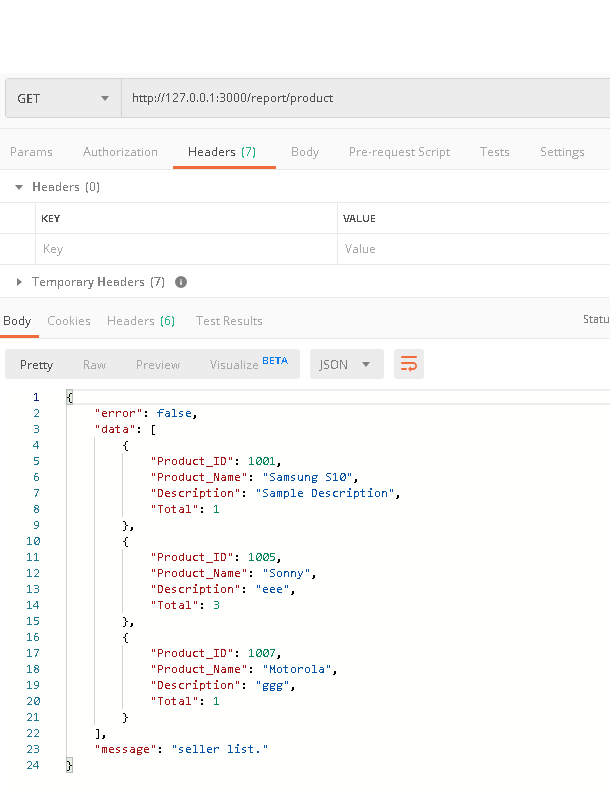 GET http://127.0.0.1:3000/report/product
Params Authorization Headers (7) Body Pre-request Script Tests Settings
Headers (0)
KEY VALUE
Key Value
Temporary Headers (7)
Body Cookies Headers (6) Test Results Statu
Pretty Raw Preview Visualize BETA JSON
1 {
2 "error": false,
3 "data": [
4 {
5 "Product_ID": 1001,
6 "Product_Name": "Samsung S10",
7 "Description": "Sample Description",
8 "Total": 1
9 },
10 {
11 "Product_ID": 1005,
12 "Product_Name": "Sonny",
13 "Description": "eee",
14 "Total": 3
15 },
16 {
17 "Product_ID": 1007,
18 "Product_Name": "Motorola",
19 "Description": "ggg",
20 "Total": 1
21 }
22 ],
23 "message": "seller list."
24 }